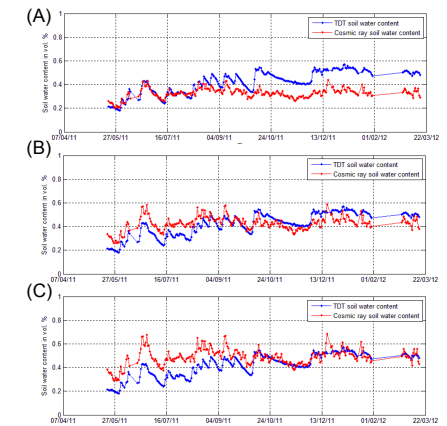 (A)
Soil water content in vol. %
1
0.8
0.6
0.4
0.2
TDT soil water content
Cosmic ray soil water content
07/04/11 27/05/11 16/07/11 04/09/11 24/10/11 13/12/11 01/02/12 22/03/12
(B)
Soil water content in vol. %
1
0.8
0.6
0.4
0.2
0
TDT soil water content
Cosmic ray soil water content
07/04/11 27/05/11 16/07/11 04/09/11 24/10/11 13/12/11 01/02/12 22/03/12
(C)
Soil water content in vol. %
1
0.8
0.6
0.4
0.2
0
TDT soil water content
Cosmic ray soil water content
07/04/11 27/05/11 16/07/11 04/09/11 24/10/11 13/12/11 01/02/12 22/03/12